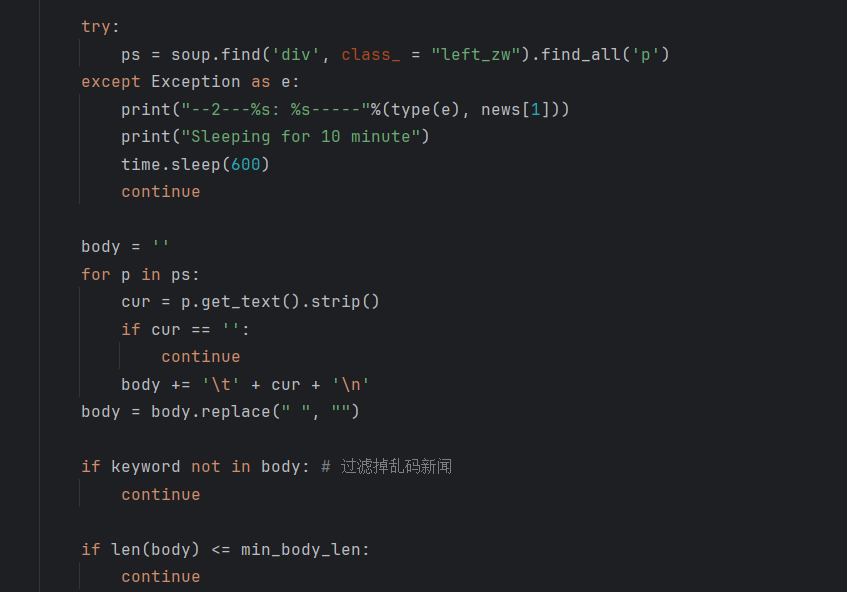 try:
ps = soup.find('div', class_ = "left_zw").find_all('p')
except Exception as e:
print("--2---%s: %s-----"%(type(e), news[1]))
print("Sleeping for 10 minute")
time.sleep(600)
continue
body = ''
for p in ps:
cur = p.get_text().strip()
if cur == '':
continue
body += '\t' + cur + '\n'
body = body.replace(" ", "")
if keyword not in body: # 过滤掉乱码新闻
continue
if len(body) <= min_body_len:
continue